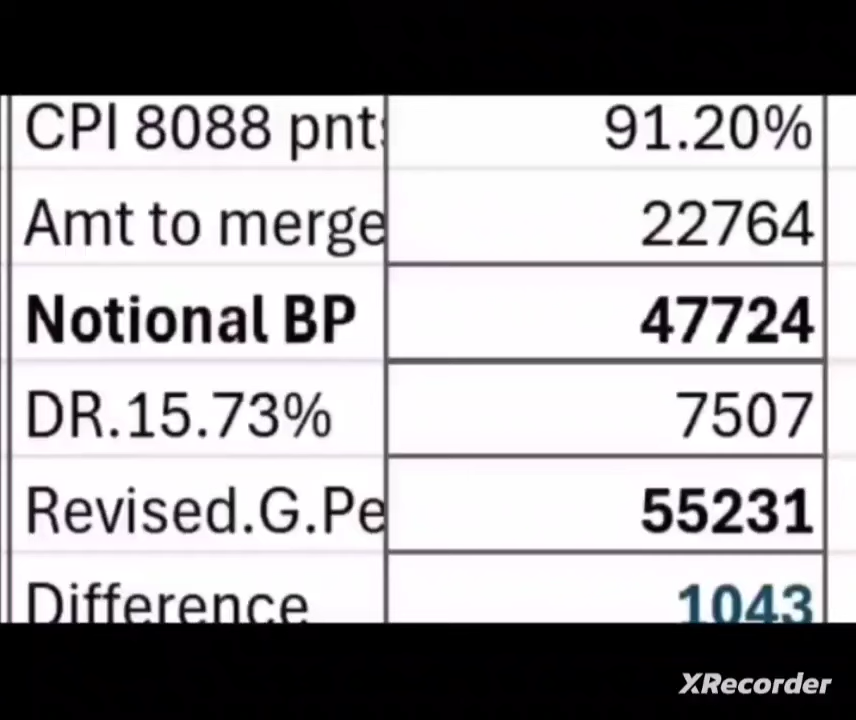 CPI 8088 pnts 91.20%
Amt to merge 22764
Notional BP 47724
DR.15.73% 7507
Revised.G.Pe 55231
Difference 1043
XRecorder